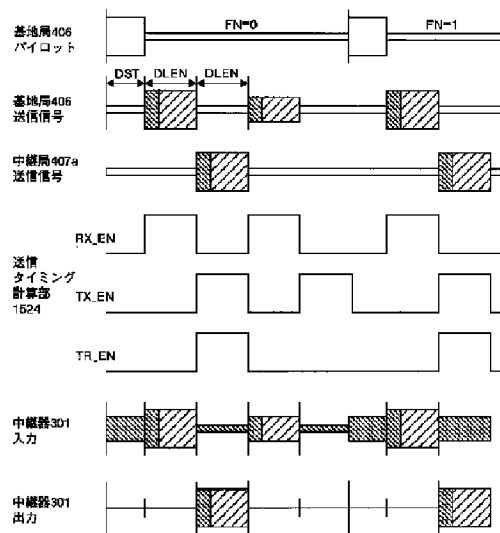 FN=0
FN=1
基地局406
パイロット
DST
DLEN
DLEN
基地局406
送信信号
中継局407a
送信信号
RX_EN
送信
タイミング
計算部
1524
TX_EN
TR_EN
中継器301
入力
中継器301
出力